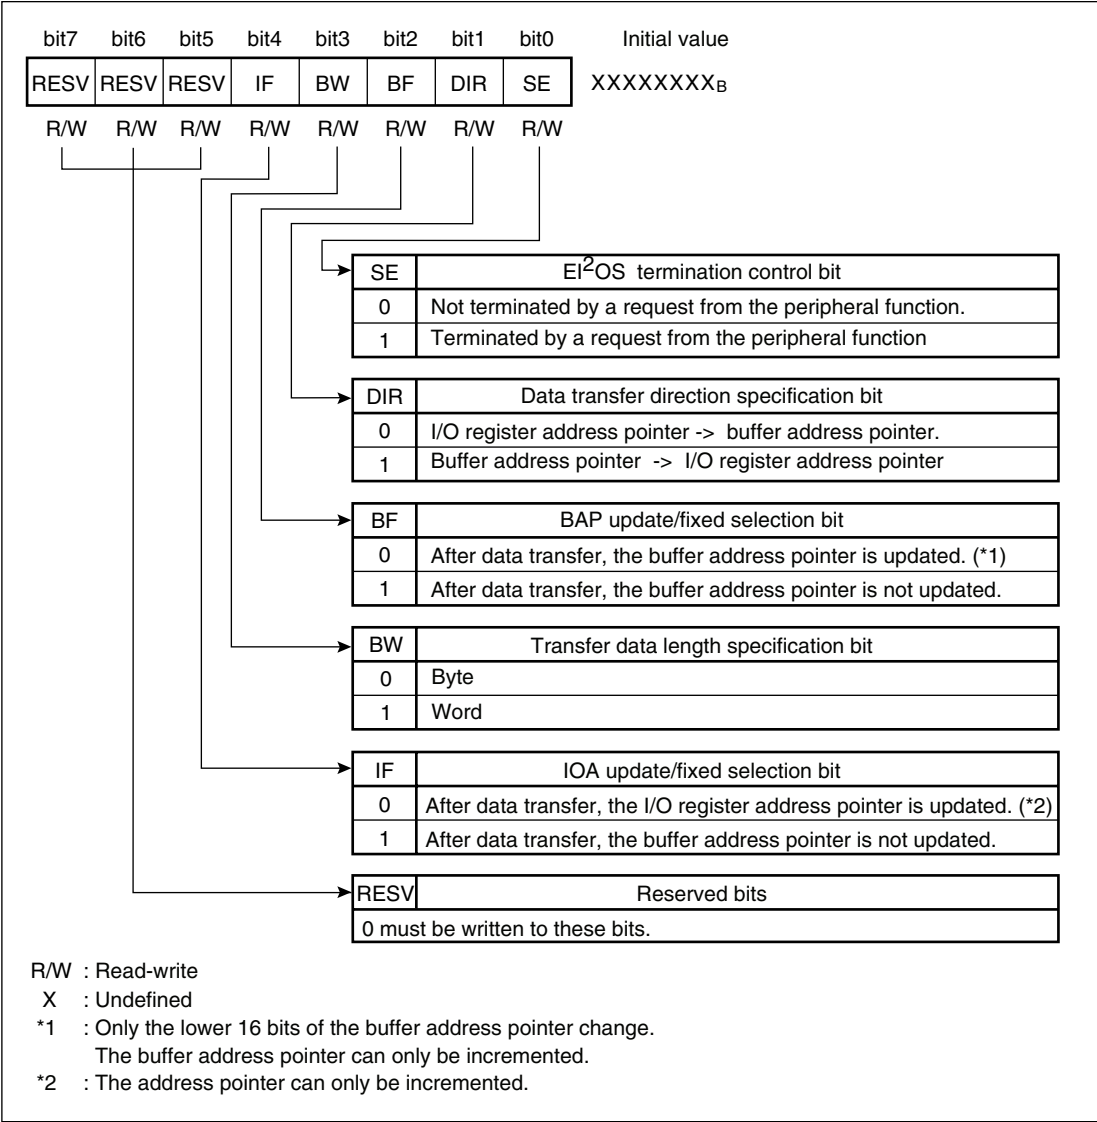 bit7 bit6 bit5 bit4 bit3 bit2 bit1 bit0 Initial value
RESV RESV RESV IF BW BF DIR SE XXXXXXXXB
R/W R/W R/W R/W R/W R/W R/W R/W
SE EI2OS termination control bit
0 Not terminated by a request from the peripheral function.
1 Terminated by a request from the peripheral function
DIR Data transfer direction specification bit
0 I/O register address pointer -> buffer address pointer.
1 Buffer address pointer -> I/O register address pointer
BF BAP update/fixed selection bit
0 After data transfer, the buffer address pointer is updated. (*1)
1 After data transfer, the buffer address pointer is not updated.
BW Transfer data length specification bit
0 Byte
1 Word
IF IOA update/fixed selection bit
0 After data transfer, the I/O register address pointer is updated. (*2)
1 After data transfer, the buffer address pointer is not updated.
RESV Reserved bits
0 must be written to these bits.
R/W : Read-write
X : Undefined
*1 : Only the lower 16 bits of the buffer address pointer change.
The buffer address pointer can only be incremented.
*2 : The address pointer can only be incremented.